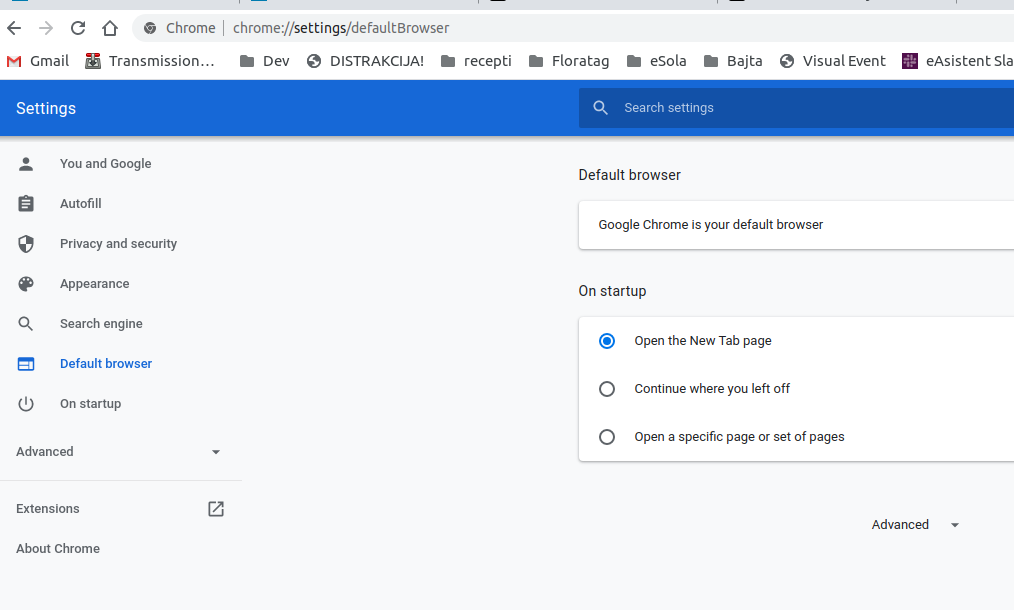 Chrome | chrome://settings/defaultBrowser
Gmail Transmission... Dev DISTRAKCIJA! recepti Floratag eSola Bajta Visual Event eAsistent Sla
Settings
Search settings
You and Google
Autofill
Privacy and security
Appearance
Search engine
Default browser
On startup
Advanced
Extensions
About Chrome
Default browser
Google Chrome is your default browser
On startup
Open the New Tab page
Continue where you left off
Open a specific page or set of pages
Advanced